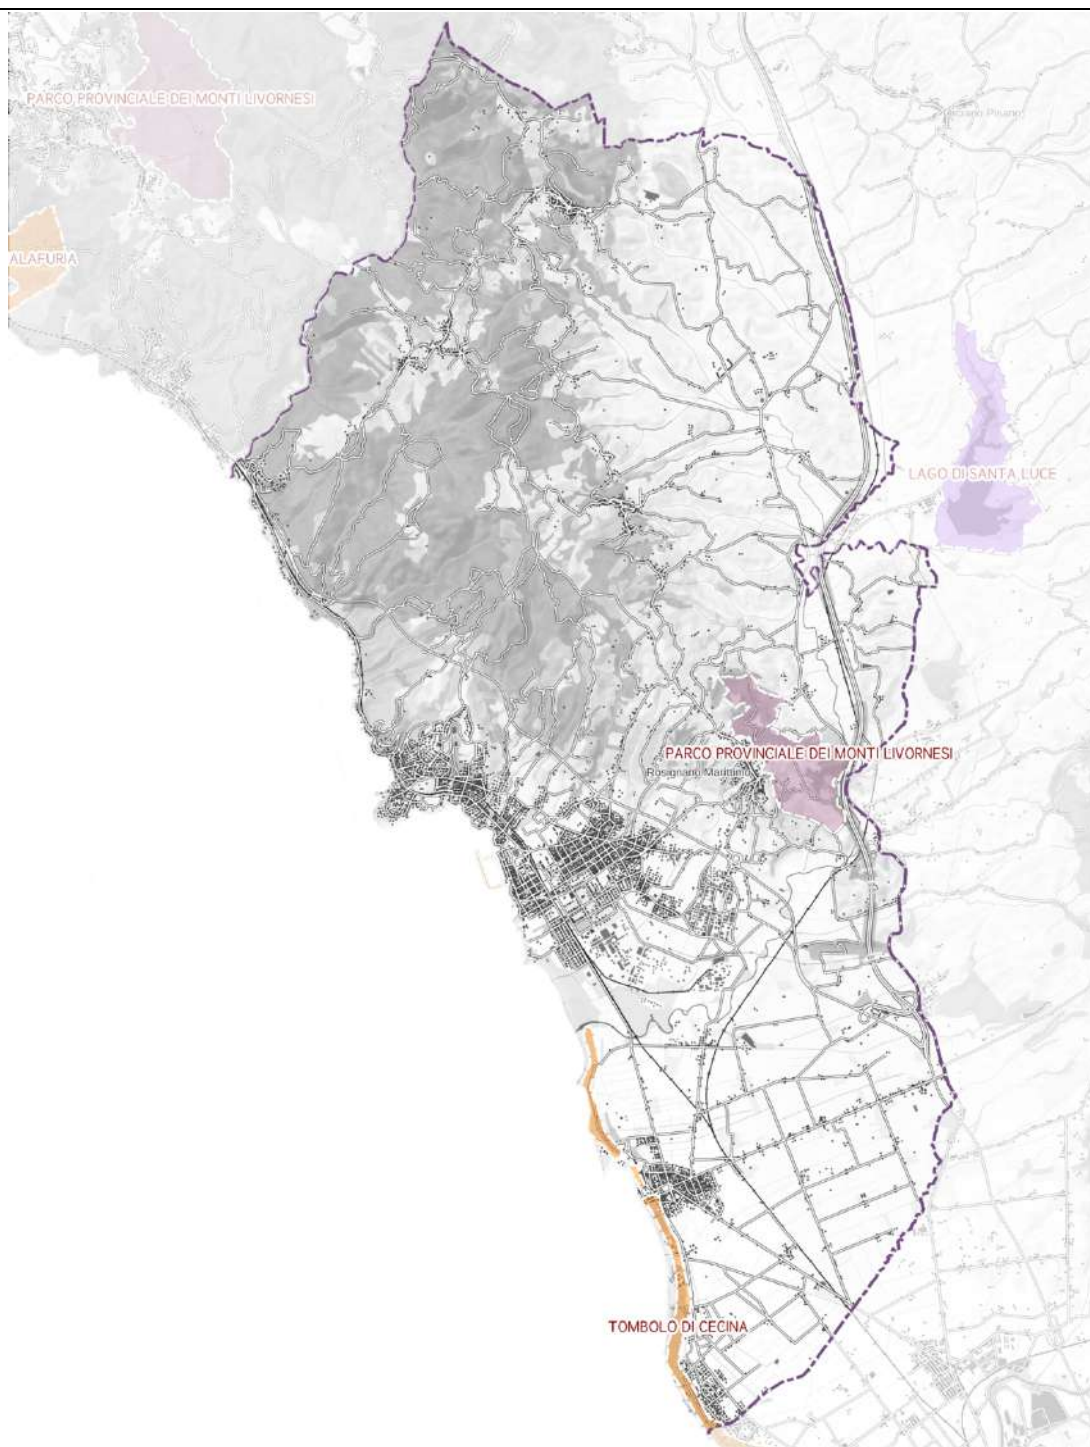 PARCO PROVINCIALE DEI MONTI LIVORNESI
ALAFURIA
LAGO DI SANTA LUCE
PARCO PROVINCIALE DEI MONTI LIVORNESI
Rosignano Marittimo
TOMBOLO DI CECINA